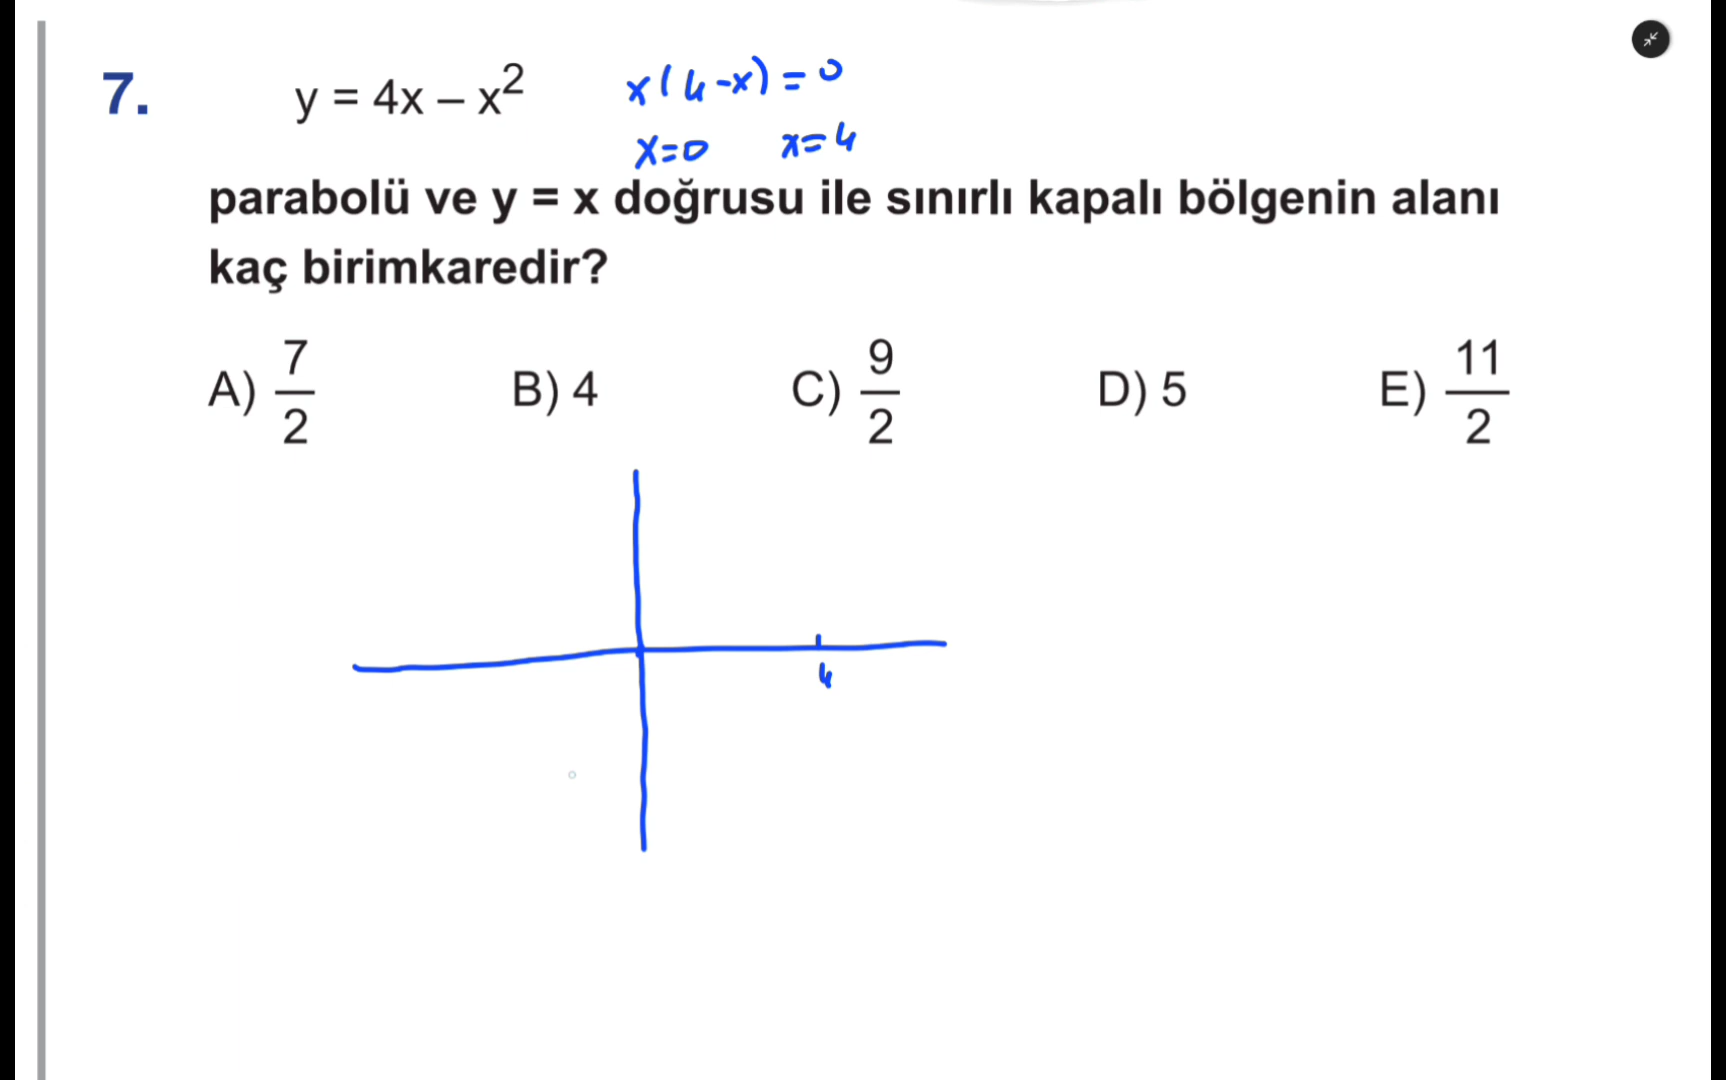 7. y = 4x – x² x(4-x) = 0
x=0 x=4
parabolü ve y = x doğrusu ile sınırlı kapalı bölgenin alanı
kaç birimkaredir?
A) 7/2 B) 4 C) 9/2 D) 5 E) 11/2
4